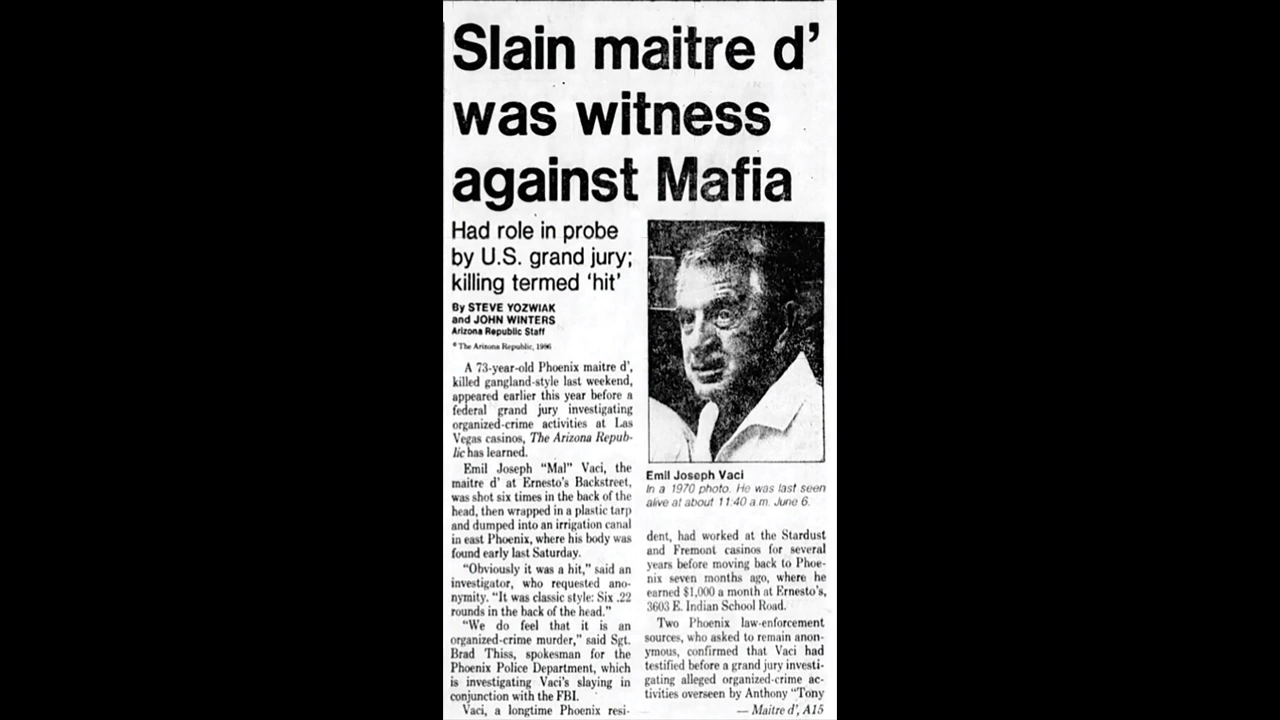 Slain maitre d’
was witness
against Mafia
Had role in probe
by U.S. grand jury;
killing termed ‘hit’
By STEVE YOZWIAK
and JOHN WINTERS
Arizona Republic Staff
© The Arizona Republic, 1986
A 73-year-old Phoenix maitre d’,
killed gangland-style last weekend,
appeared earlier this year before a
federal grand jury investigating
organized-crime activities at Las
Vegas casinos, The Arizona Repub-
lic has learned.
Emil Joseph “Mal” Vaci, the
maitre d’ at Ernesto’s Backstreet,
was shot six times in the back of the
head, then wrapped in a plastic tarp
and dumped into an irrigation canal
in east Phoenix, where his body was
found early last Saturday.
“Obviously it was a hit,” said an
investigator, who requested ano-
nymity. “It was classic style: Six .22
rounds in the back of the head.”
“We do feel that it is an
organized-crime murder,” said Sgt.
Brad Thiss, spokesman for the
Phoenix Police Department, which
is investigating Vaci’s slaying in
conjunction with the FBI.
Vaci, a longtime Phoenix resi-
Emil Joseph Vaci
In a 1970 photo. He was last seen
alive at about 11:40 a.m. June 6.
dent, had worked at the Stardust
and Fremont casinos for several
years before moving back to Phoe-
nix seven months ago, where he
earned $1,000 a month at Ernesto’s,
3603 E. Indian School Road.
Two Phoenix law-enforcement
sources, who asked to remain anon-
ymous, confirmed that Vaci had
testified before a grand jury investi-
gating alleged organized-crime ac-
tivities overseen by Anthony “Tony
— Maitre d’, A15